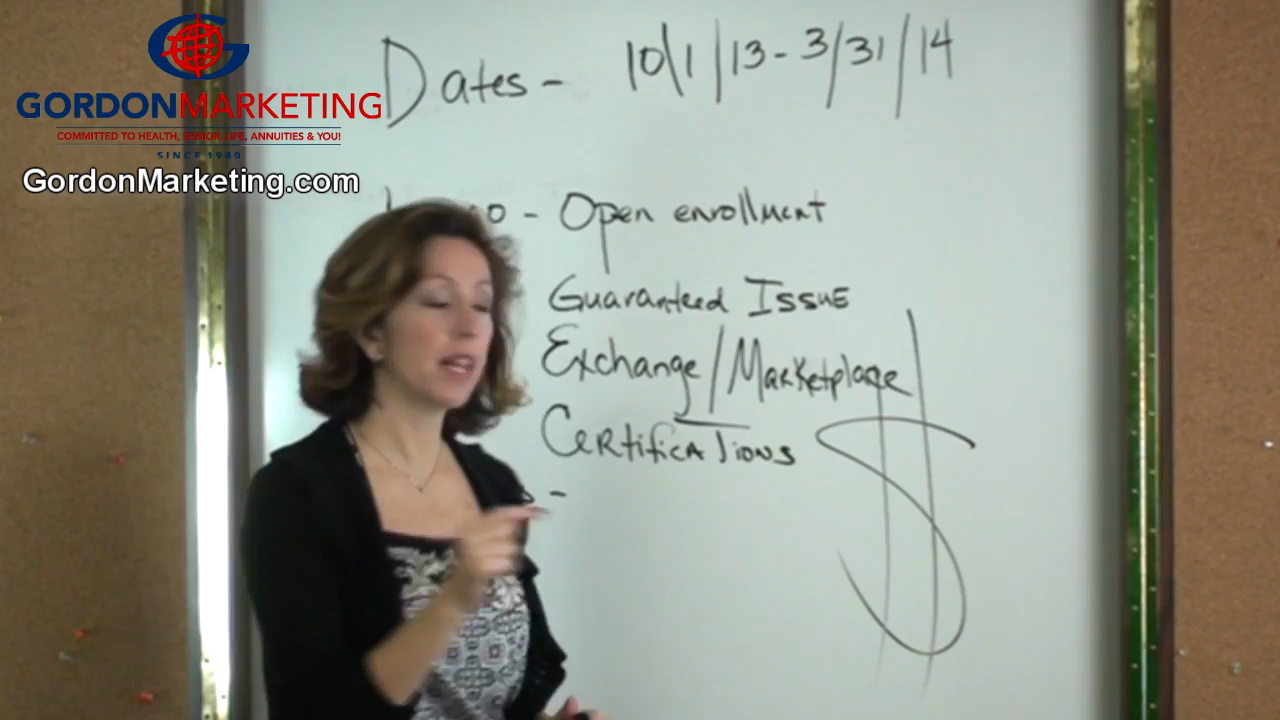 GORDONMARKETING
COMMITTED TO HEALTH, SENIOR, LIFE, ANNUITIES & YOU!
SINCE 1940
GordonMarketing.com
Dates - 10/1/13 - 3/31/14
- Open enrollment
Guaranteed Issue
Exchange/Marketplace
Certifications
-
$